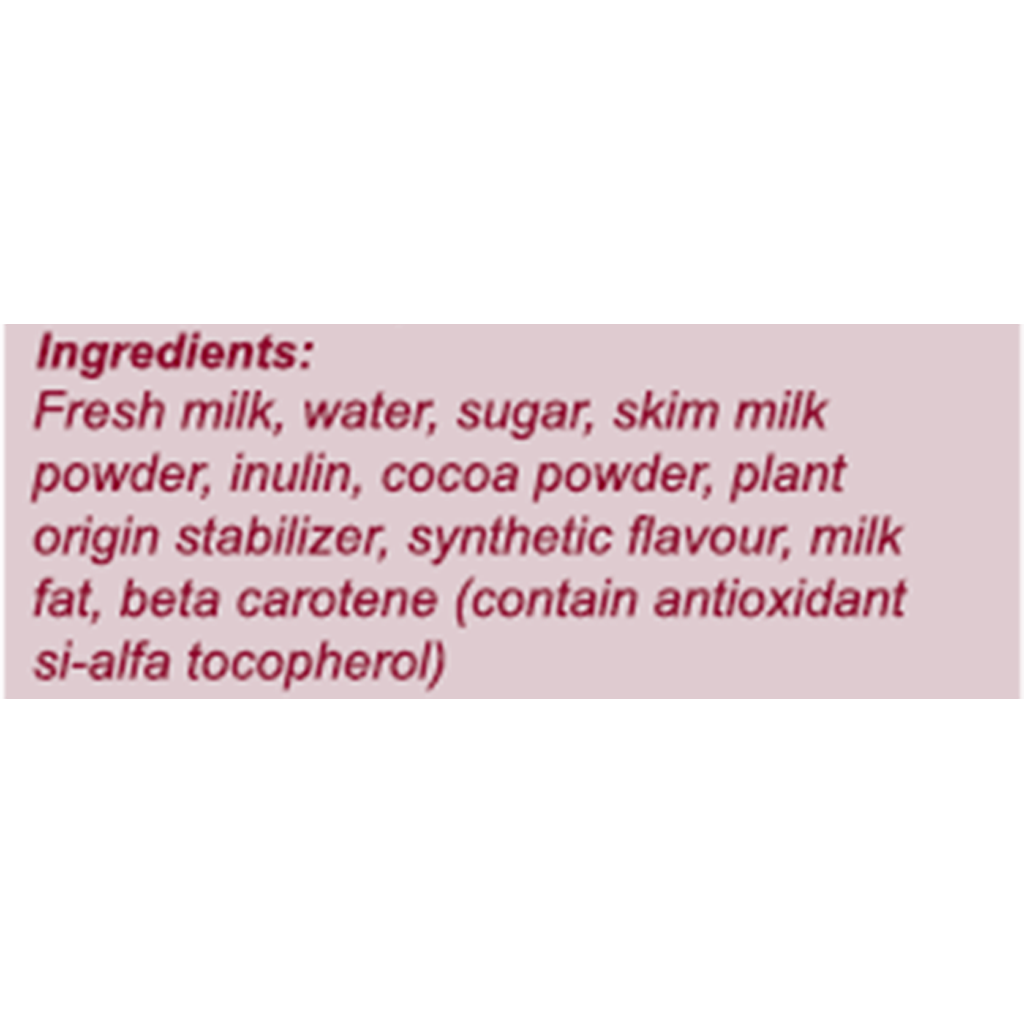 Ingredients:
Fresh milk, water, sugar, skim milk
powder, inulin, cocoa powder, plant
origin stabilizer, synthetic flavour, milk
fat, beta carotene (contain antioxidant
si-alfa tocopherol)